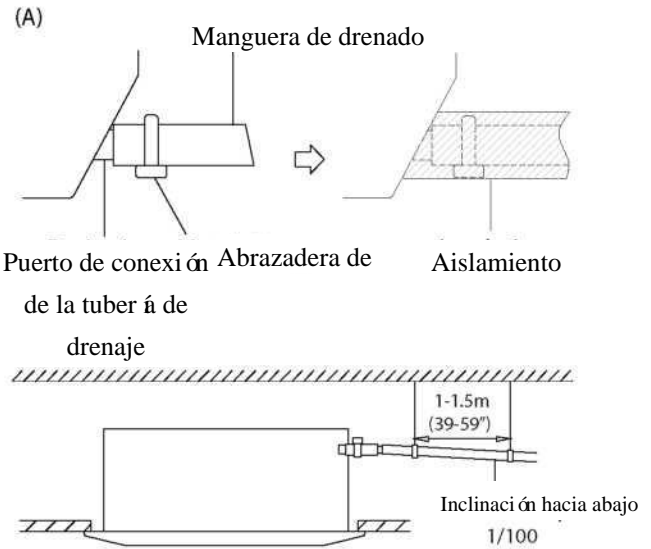 (A)
Manguera de drenado
Puerto de conexión
de la tubería de
drenaje
Abrazadera de
Aislamiento
1-1.5m
(39-59")
Inclinación hacia abajo
1/100